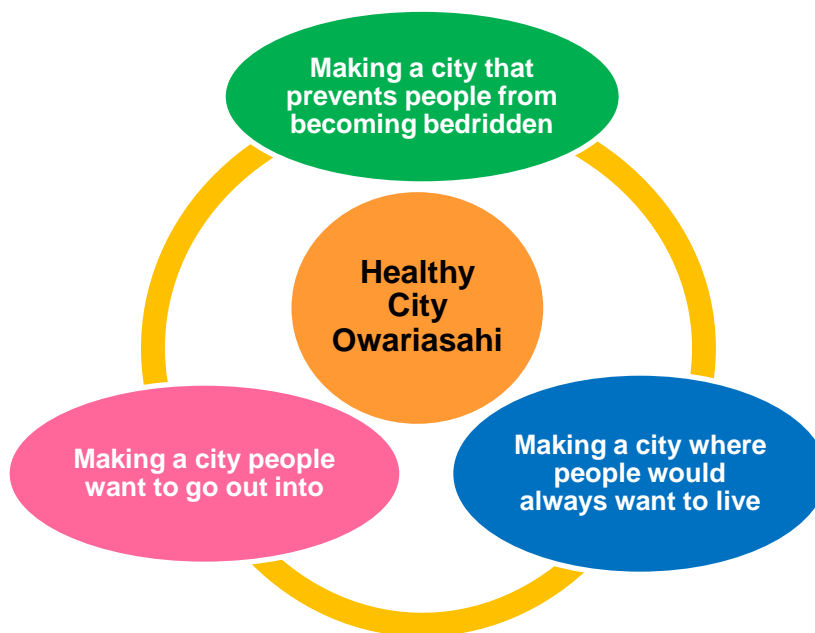 Making a city that
prevents people from
becoming bedridden
Healthy
City
Owariasahi
Making a city people
want to go out into
Making a city where
people would
always want to live